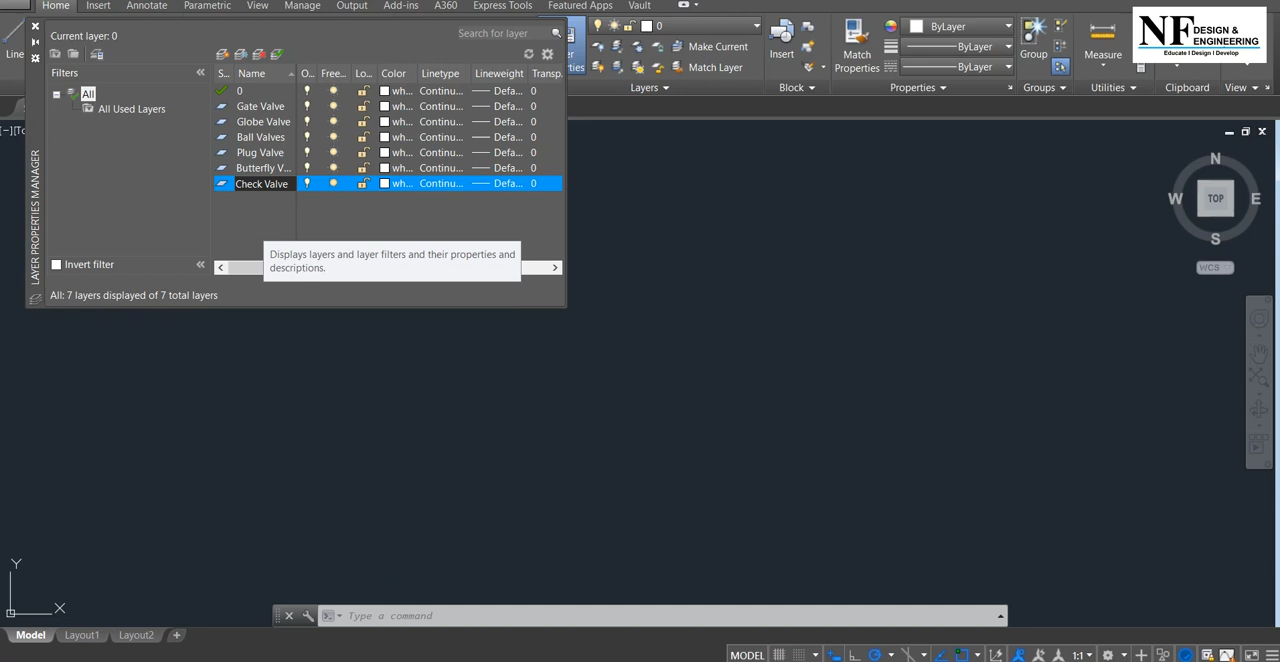 Home Insert Annotate Parametric View Manage Output Add-ins A360 Express Tools Featured Apps Vault
Current layer: 0
Search for layer
Line
Filters
All
All Used Layers
S.. Name O.. Free... Lo... Color Linetype Lineweight Transp.
0 wh... Continu... Defa... 0
Gate Valve wh... Continu... Defa... 0
Globe Valve wh... Continu... Defa... 0
Ball Valves wh... Continu... Defa... 0
Plug Valve wh... Continu... Defa... 0
Butterfly V... wh... Continu... Defa... 0
Check Valve wh... Continu... Defa... 0
Displays layers and layer filters and their properties and
descriptions.
Invert filter
All: 7 layers displayed of 7 total layers
LAYER PROPERTIES MANAGER
0
Make Current
Match Layer
Layers
Insert
Block
Match
Properties
ByLayer
ByLayer
ByLayer
Properties
Group
Groups
Measure
Utilities
Clipboard
View
NF DESIGN &
ENGINEERING
Educate I Design I Develop
N
W TOP E
S
WCS
Y
X
Type a command
Model Layout1 Layout2 +
MODEL 1:1